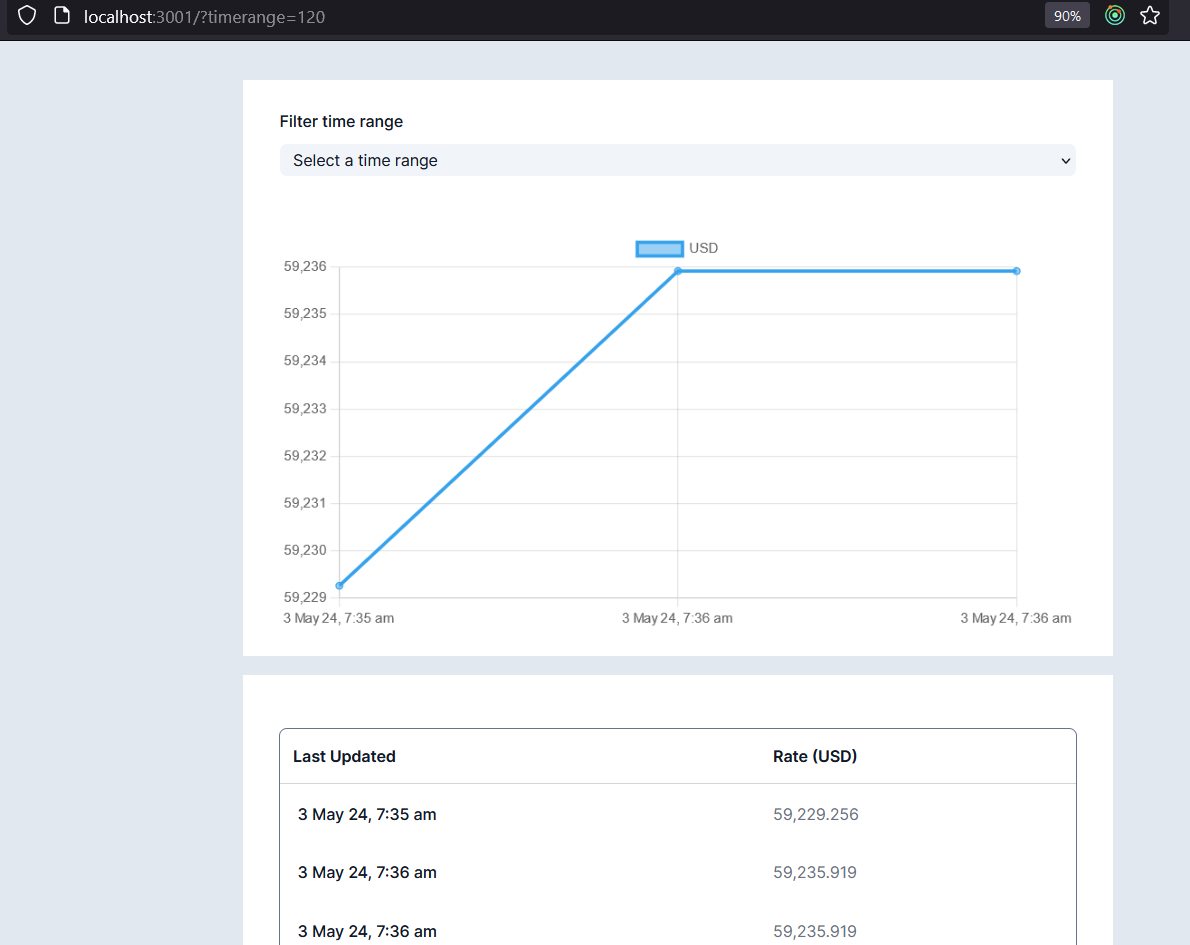 localhost:3001/?timerange=120
90%
Filter time range
Select a time range
USD
59,236
59,235
59,234
59,233
59,232
59,231
59,230
59,229
3 May 24, 7:35 am
3 May 24, 7:36 am
3 May 24, 7:36 am
Last Updated
Rate (USD)
3 May 24, 7:35 am
59,229.256
3 May 24, 7:36 am
59,235.919
3 May 24, 7:36 am
59,235.919